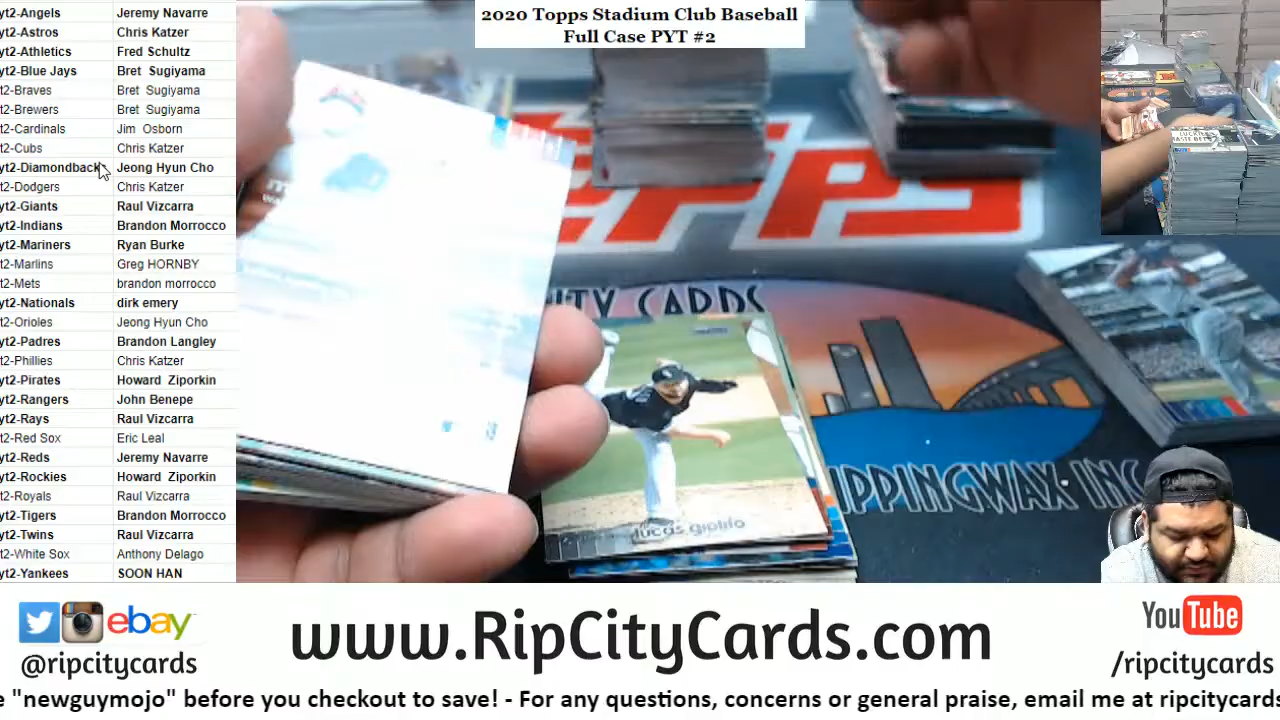 2020 Topps Stadium Club Baseball
Full Case PYT #2
yt2-Angels Jeremy Navarre
yt2-Astros Chris Katzer
yt2-Athletics Fred Schultz
yt2-Blue Jays Bret Sugiyama
t2-Braves Bret Sugiyama
t2-Brewers Bret Sugiyama
t2-Cardinals Jim Osborn
t2-Cubs Chris Katzer
yt2-Diamondback Jeong Hyun Cho
t2-Dodgers Chris Katzer
yt2-Giants Raul Vizcarra
yt2-Indians Brandon Morrocco
yt2-Mariners Ryan Burke
t2-Marlins Greg HORNBY
t2-Mets brandon morrocco
yt2-Nationals dirk emery
t2-Orioles Jeong Hyun Cho
yt2-Padres Brandon Langley
t2-Phillies Chris Katzer
yt2-Pirates Howard Ziporkin
yt2-Rangers John Benepe
yt2-Rays Raul Vizcarra
t2-Red Sox Eric Leal
yt2-Reds Jeremy Navarre
yt2-Rockies Howard Ziporkin
t2-Royals Raul Vizcarra
yt2-Tigers Brandon Morrocco
yt2-Twins Raul Vizcarra
t2-White Sox Anthony Delago
yt2-Yankees SOON HAN
PPS
ITY CARDS
IPPINGWAX INC
lucas giolito
ebay
@ripcitycards
www.RipCityCards.com
YouTube
/ripcitycards
e "newguymojo" before you checkout to save! - For any questions, concerns or general praise, email me at ripcitycards